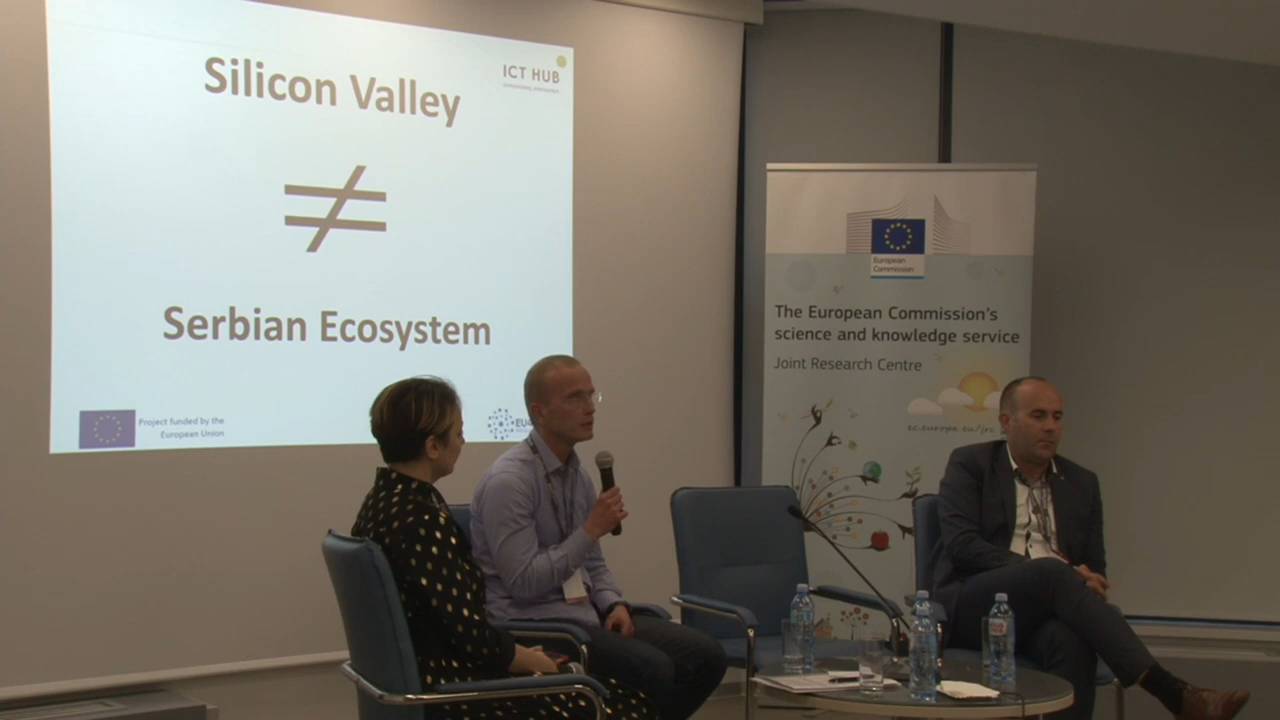 Silicon Valley
ICT HUB
≠
Serbian Ecosystem
Project funded by the
European Union
European
Commission
The European Commission's
science and knowledge service
Joint Research Centre
ec.europa.eu/jrc